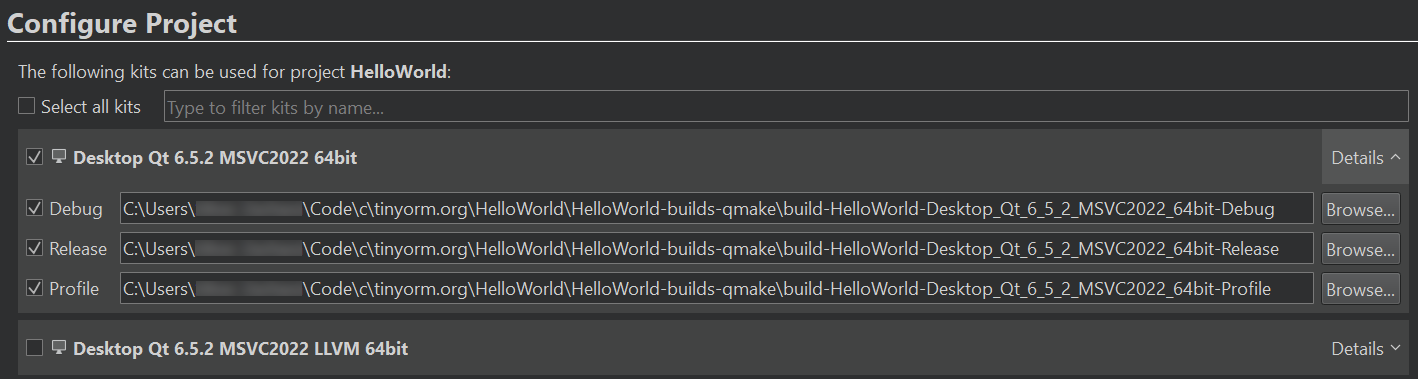 Configure Project
The following kits can be used for project HelloWorld:
Select all kits
Type to filter kits by name...
Desktop Qt 6.5.2 MSVC2022 64bit
Details
Debug C:\Users\ \Code\c\tinyorm.org\HelloWorld\HelloWorld-builds-qmake\build-HelloWorld-Desktop_Qt_6_5_2_MSVC2022_64bit-Debug Browse...
Release C:\Users\ \Code\c\tinyorm.org\HelloWorld\HelloWorld-builds-qmake\build-HelloWorld-Desktop_Qt_6_5_2_MSVC2022_64bit-Release Browse...
Profile C:\Users\ \Code\c\tinyorm.org\HelloWorld\HelloWorld-builds-qmake\build-HelloWorld-Desktop_Qt_6_5_2_MSVC2022_64bit-Profile Browse...
Desktop Qt 6.5.2 MSVC2022 LLVM 64bit
Details